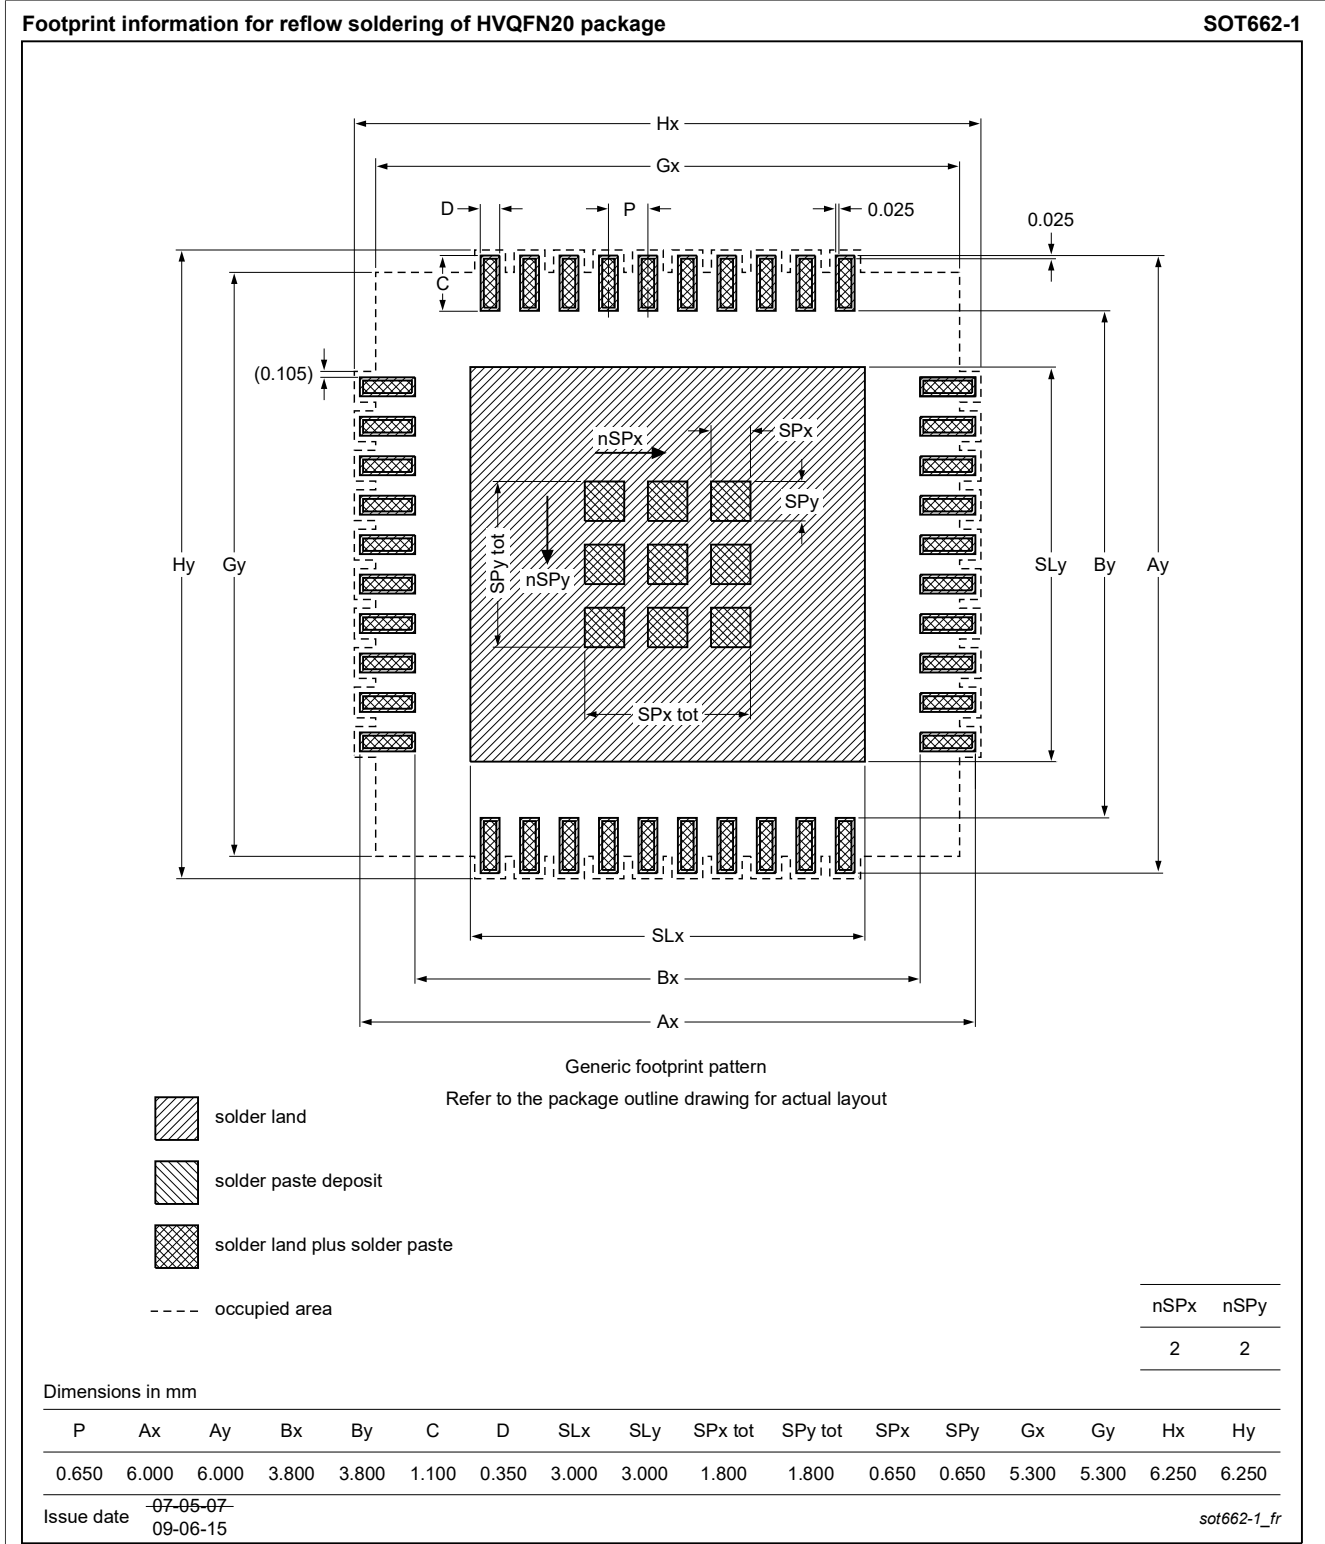 Footprint information for reflow soldering of HVQFN20 package SOT662-1
Hx
Gx
D P 0.025 0.025
C
(0.105)
nSPx SPx
SPy
SPy tot
nSPy
Hy Gy SLy By Ay
SPx tot
SLx
Bx
Ax
Generic footprint pattern
Refer to the package outline drawing for actual layout
solder land
solder paste deposit
solder land plus solder paste
occupied area
nSPx nSPy
2 2
Dimensions in mm
P Ax Ay Bx By C D SLx SLy SPx tot SPy tot SPx SPy Gx Gy Hx Hy
0.650 6.000 6.000 3.800 3.800 1.100 0.350 3.000 3.000 1.800 1.800 0.650 0.650 5.300 5.300 6.250 6.250
Issue date 07-05-07
09-06-15
sot662-1_fr